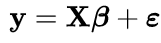 𝐲 = 𝐗𝜷 + 𝜺